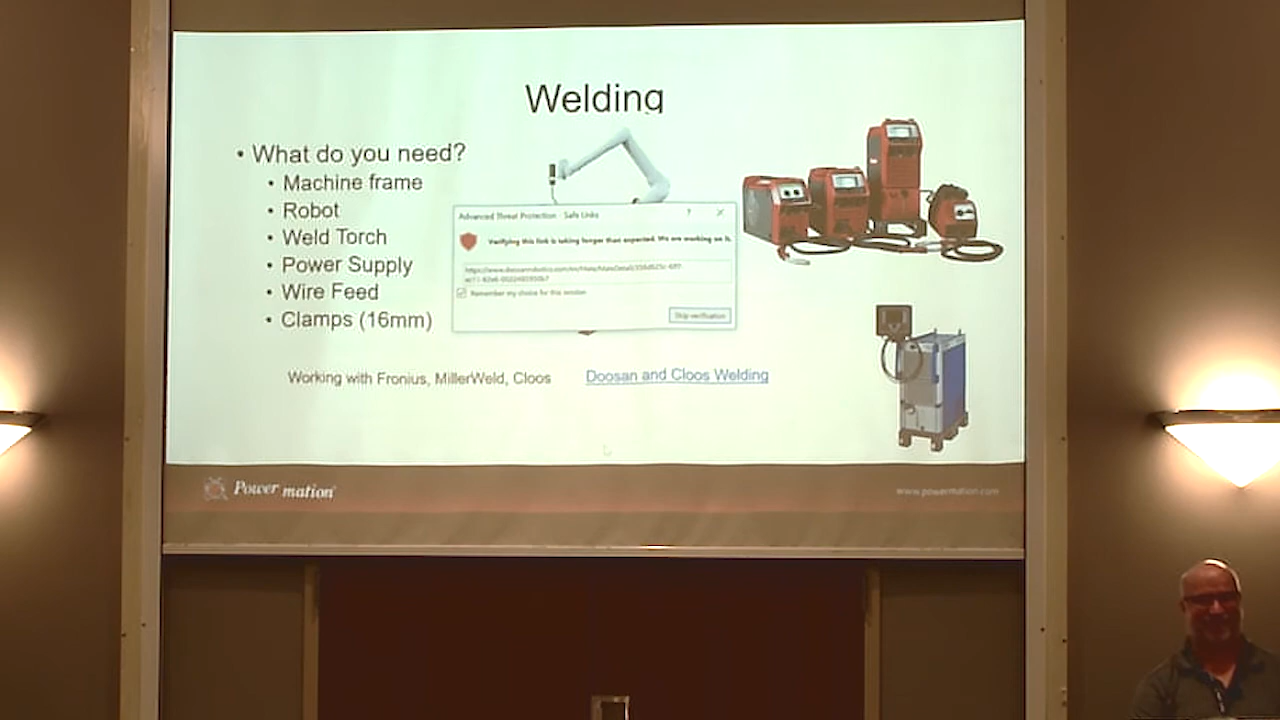 Welding
• What do you need?
• Machine frame
• Robot
• Weld Torch
• Power Supply
• Wire Feed
• Clamps (16mm)
Advanced Threat Protection - Safe Links
? ×
Verifying this link is taking longer than expected. We are working on it.
Remember my choice for this session
Skip verification
Working with Fronius, MillerWeld, Cloos
Doosan and Cloos Welding
Power mation
www.powermation.com